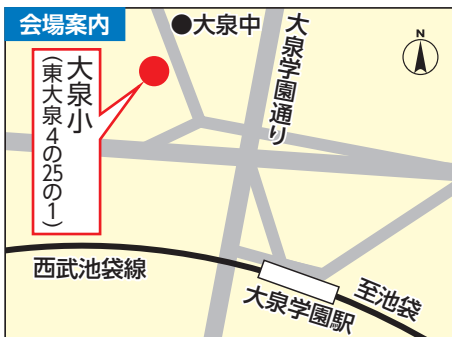 会場案内
●大泉中
大泉学園通り
N
大泉小
(東大泉4の25の1)
西武池袋線
大泉学園駅
至池袋